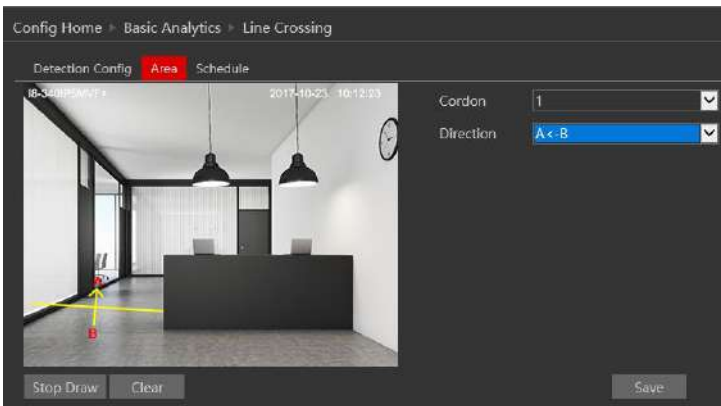 Config Home ▸ Basic Analytics ▸ Line Crossing
Detection Config Area Schedule
2017-10-23 10:12:23
Cordon 1
Direction A<-B
A
B
Stop Draw Clear Save